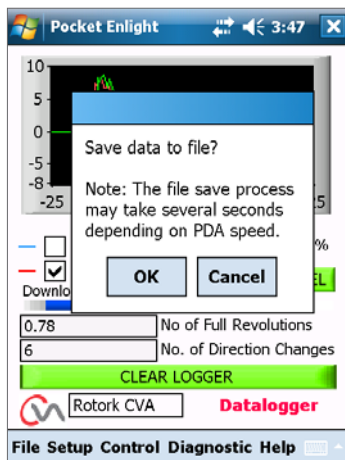 Pocket Enlight 3:47
10
5
0
-5
-8
-25
Save data to file?
Note: The file save process
may take several seconds
depending on PDA speed.
OK Cancel
5
%
Downlo
EL
0.78 No of Full Revolutions
6 No. of Direction Changes
CLEAR LOGGER
Rotork CVA Datalogger
File Setup Control Diagnostic Help